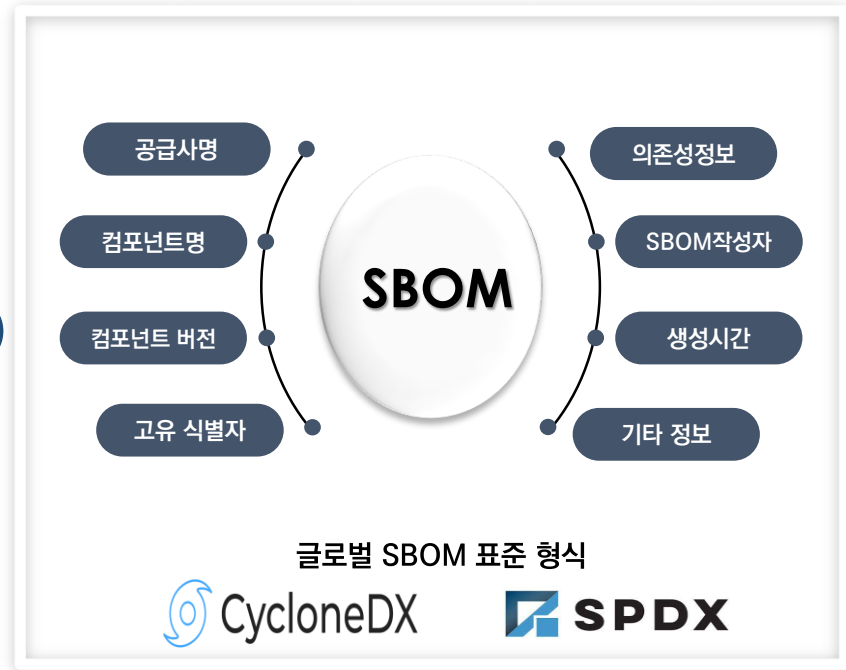 공급사명
컴포넌트명
컴포넌트 버전
고유 식별자
SBOM
의존성정보
SBOM작성자
생성시간
기타 정보
글로벌 SBOM 표준 형식
CycloneDX
SPDX